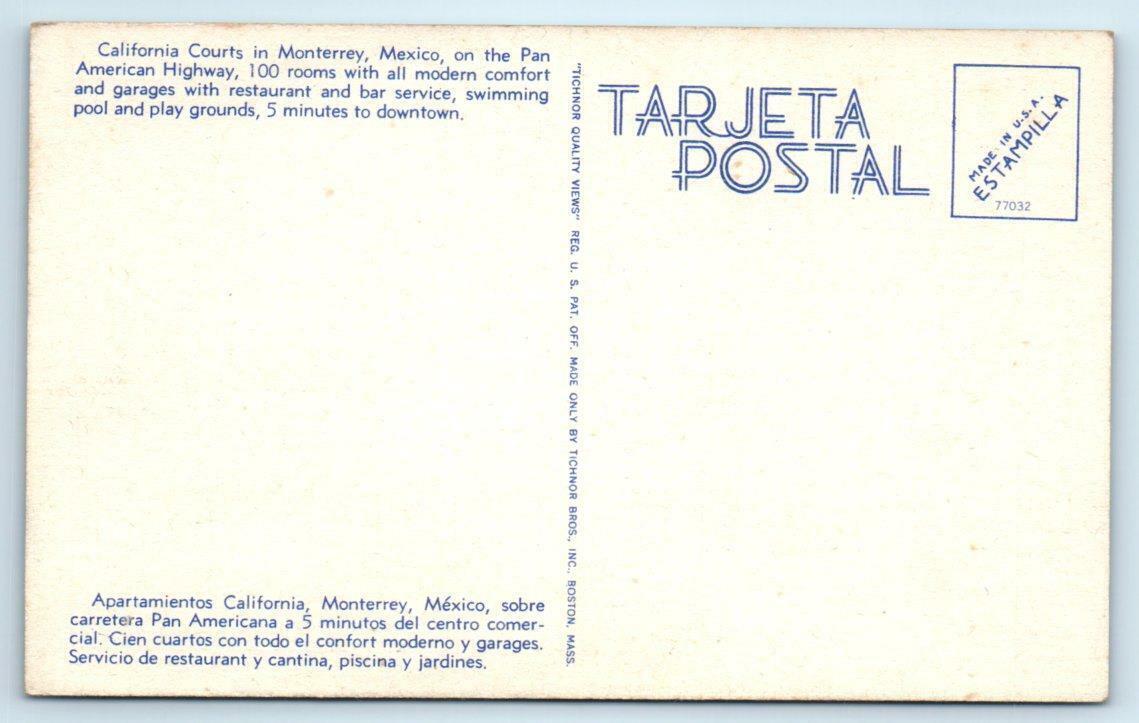 California Courts in Monterrey, Mexico, on the Pan
American Highway, 100 rooms with all modern comfort
and garages with restaurant and bar service, swimming
pool and play grounds, 5 minutes to downtown.
Apartamientos California, Monterrey, México, sobre
carretera Pan Americana a 5 minutos del centro comer-
cial. Cien cuartos con todo el confort moderno y garages.
Servicio de restaurant y cantina, piscina y jardines.
"TICHNOR QUALITY VIEWS" REG. U. S. PAT. OFF. MADE ONLY BY TICHNOR BROS., INC., BOSTON, MASS.
TARJETA
POSTAL
MADE IN U.S.A.
ESTAMPILLA
77032